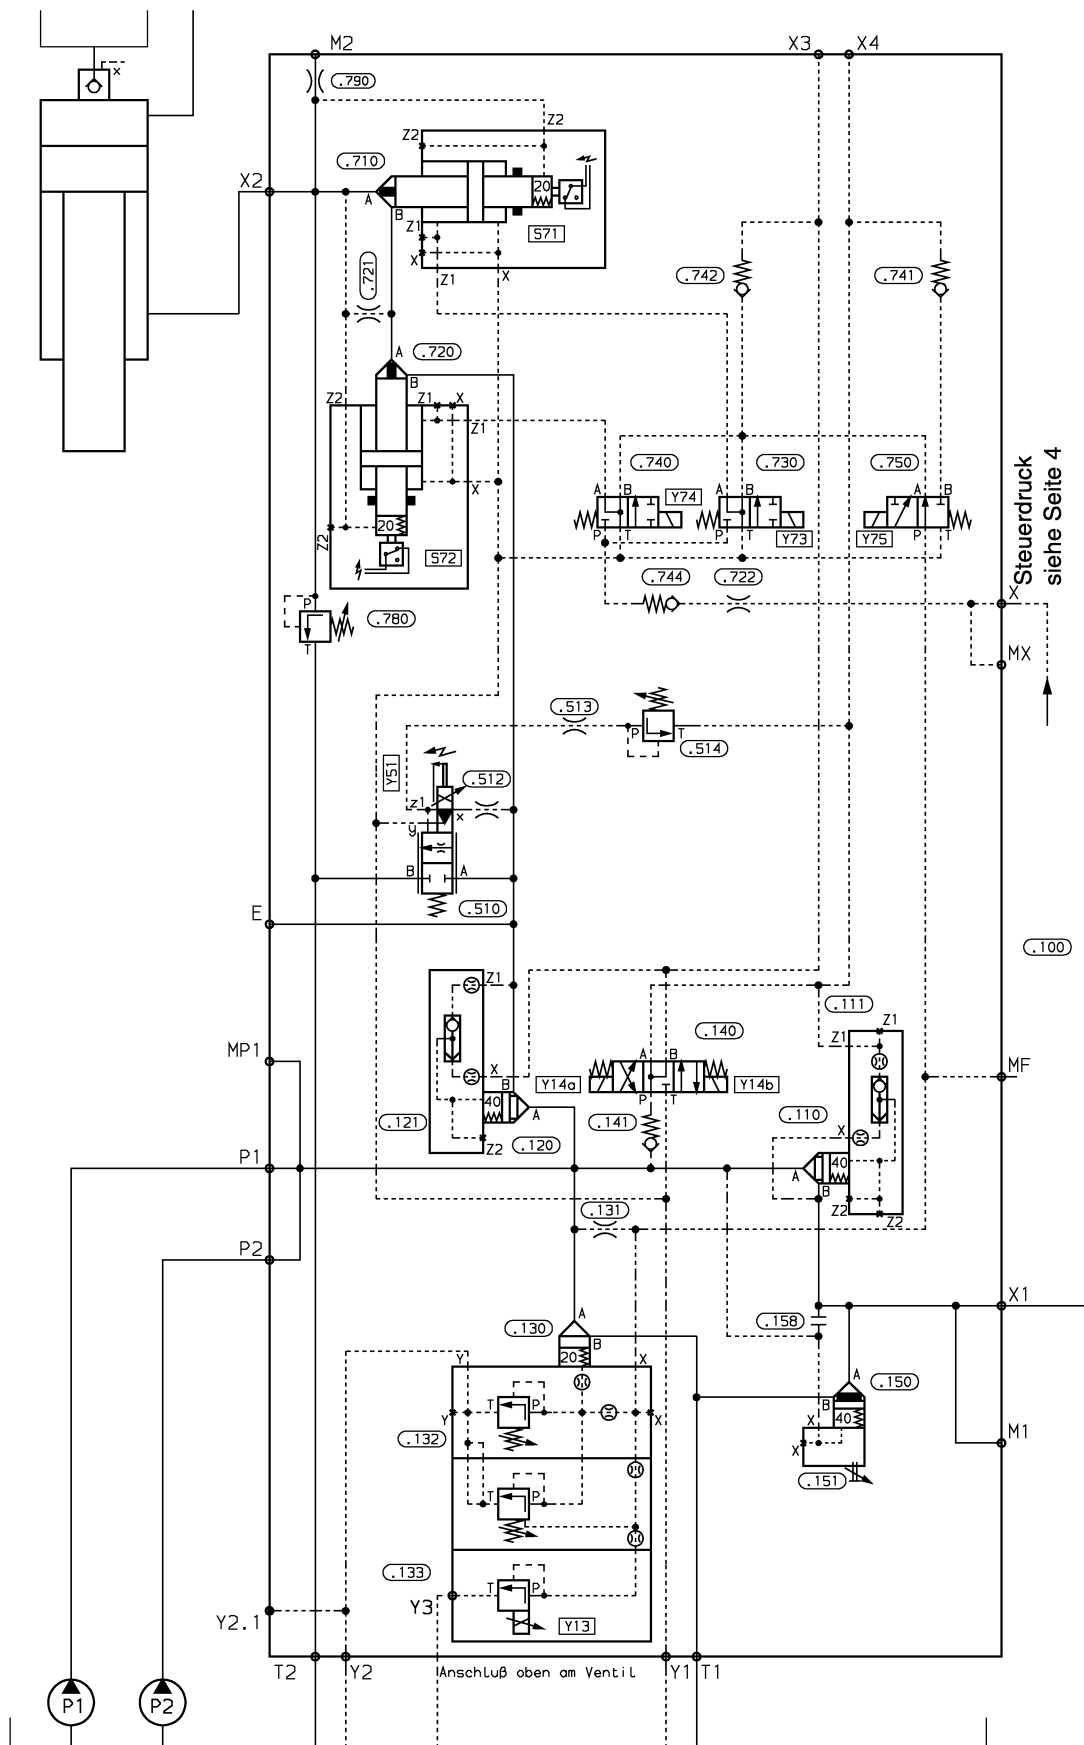 M2
X3
X4
x
.790
Z2
Z2
.710
X2
A
20
B
Z1
S71
X
Z1
X
.721
.742
.741
A
.720
B
Z2
Z1
X
Z1
.740
.730
.750
X
A
B
Y74
A
B
A
B
20
Z2
S72
P
T
P
T
Y73
Y75
P
T
Steuerdruck
siehe Seite 4
.744
.722
X
P
.780
T
MX
.513
P
T
.514
Y51
.512
z1
x
y
B
A
.510
E
.100
Z1
.111
Z1
Z1
MP1
.140
A
B
X
B
Y14a
Y14b
MF
40
A
P
T
.121
.141
.110
X
Z2
.120
P1
A
40
B
.131
Z2
Z2
P2
X1
A
.130
B
.158
Y
20
X
A
.150
T
P
Y
X
B
X
40
M1
.132
X
.151
T
P
.133
T
P
Y3
Y13
Y2.1
T2
Y2
Anschluß oben am Ventil
Y1
T1
P1
P2